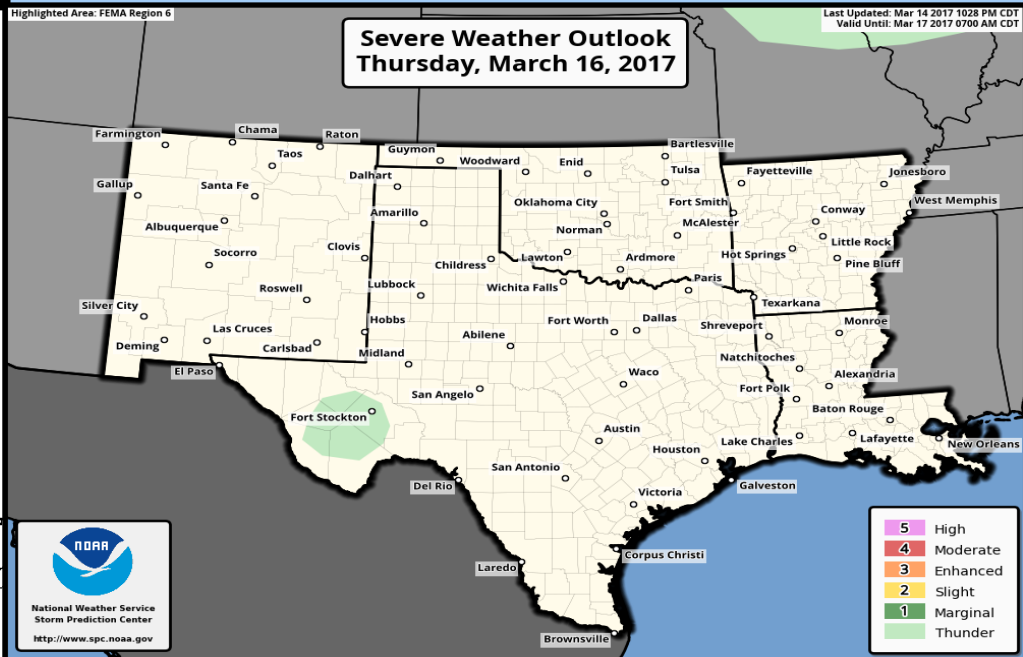 Highlighted Area: FEMA Region 6
Last Updated: Mar 14 2017 1028 PM CDT
Valid Until: Mar 17 2017 0700 AM CDT
Severe Weather Outlook
Thursday, March 16, 2017
Farmington
Chama
Raton
Taos
Guymon
Woodward
Enid
Bartlesville
Tulsa
Fayetteville
Jonesboro
Gallup
Santa Fe
Dalhart
Oklahoma City
Fort Smith
West Memphis
Albuquerque
Amarillo
Norman
McAlester
Conway
Socorro
Clovis
Childress
Lawton
Ardmore
Hot Springs
Little Rock
Pine Bluff
Roswell
Lubbock
Wichita Falls
Paris
Texarkana
Silver City
Las Cruces
Hobbs
Abilene
Fort Worth
Dallas
Shreveport
Monroe
Deming
Carlsbad
Midland
Natchitoches
El Paso
San Angelo
Waco
Fort Polk
Alexandria
Fort Stockton
Austin
Baton Rouge
Houston
Lake Charles
Lafayette
New Orleans
San Antonio
Del Rio
Victoria
Galveston
Laredo
Corpus Christi
Brownsville
NOAA
National Weather Service
Storm Prediction Center
http://www.spc.noaa.gov
5 High
4 Moderate
3 Enhanced
2 Slight
1 Marginal
Thunder